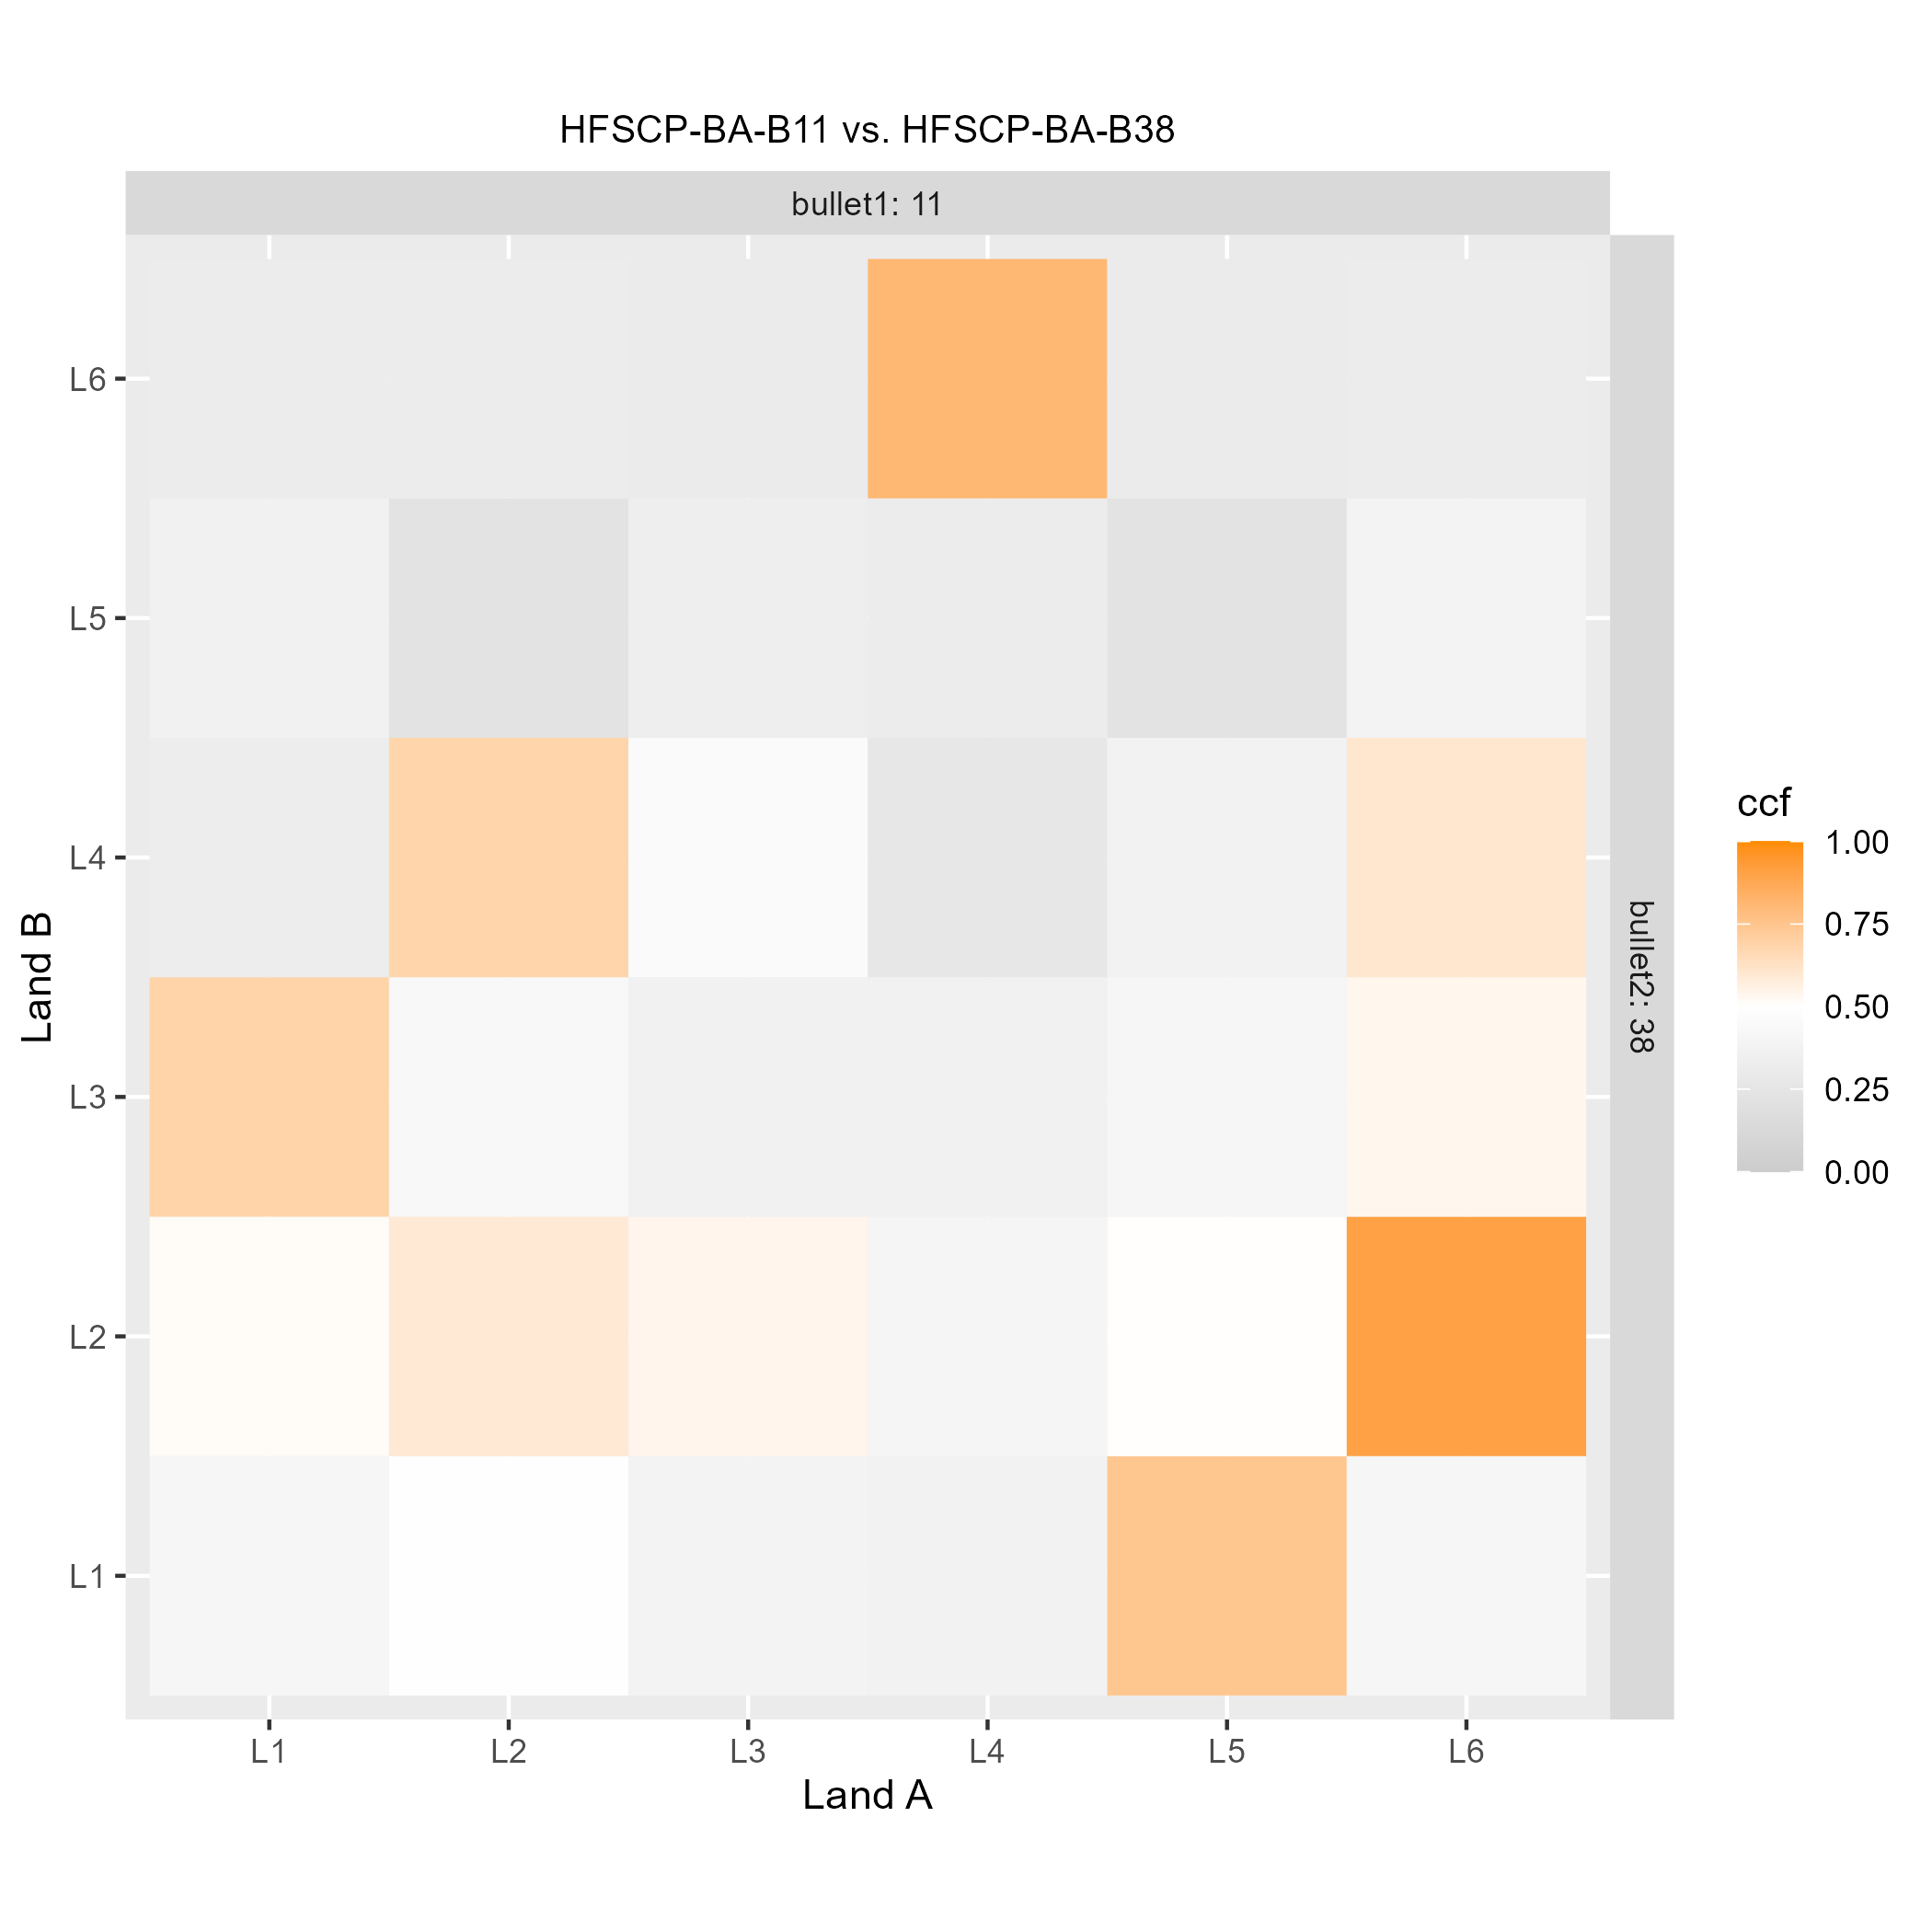 HFSCP-BA-B11 vs. HFSCP-BA-B38
bullet1: 11
L6
L5
L4
L3
L2
L1
Land B
bullet2: 38
L1 L2 L3 L4 L5 L6
Land A
ccf
1.00
0.75
0.50
0.25
0.00